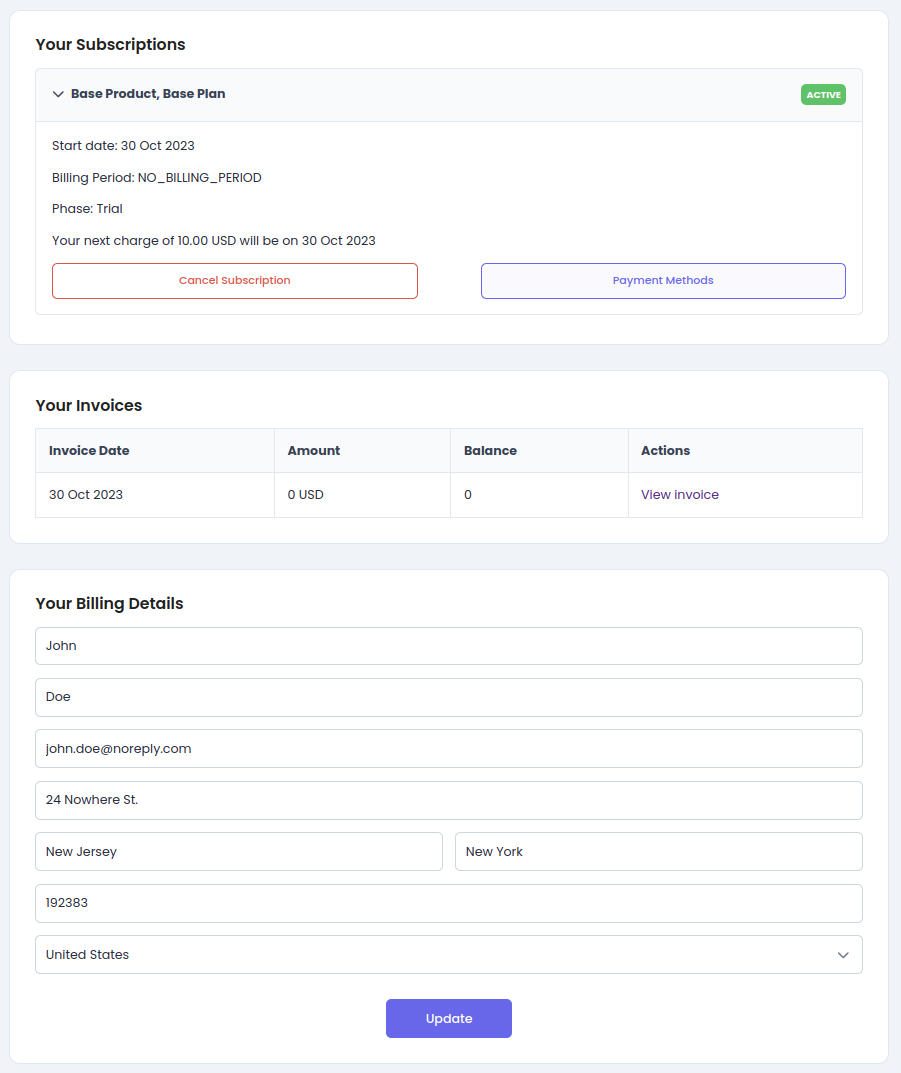 Your Subscriptions
Base Product, Base Plan ACTIVE
Start date: 30 Oct 2023
Billing Period: NO_BILLING_PERIOD
Phase: Trial
Your next charge of 10.00 USD will be on 30 Oct 2023
Cancel Subscription Payment Methods
Your Invoices
Invoice Date Amount Balance Actions
30 Oct 2023 0 USD 0 View invoice
Your Billing Details
John
Doe
john.doe@noreply.com
24 Nowhere St.
New Jersey New York
192383
United States
Update